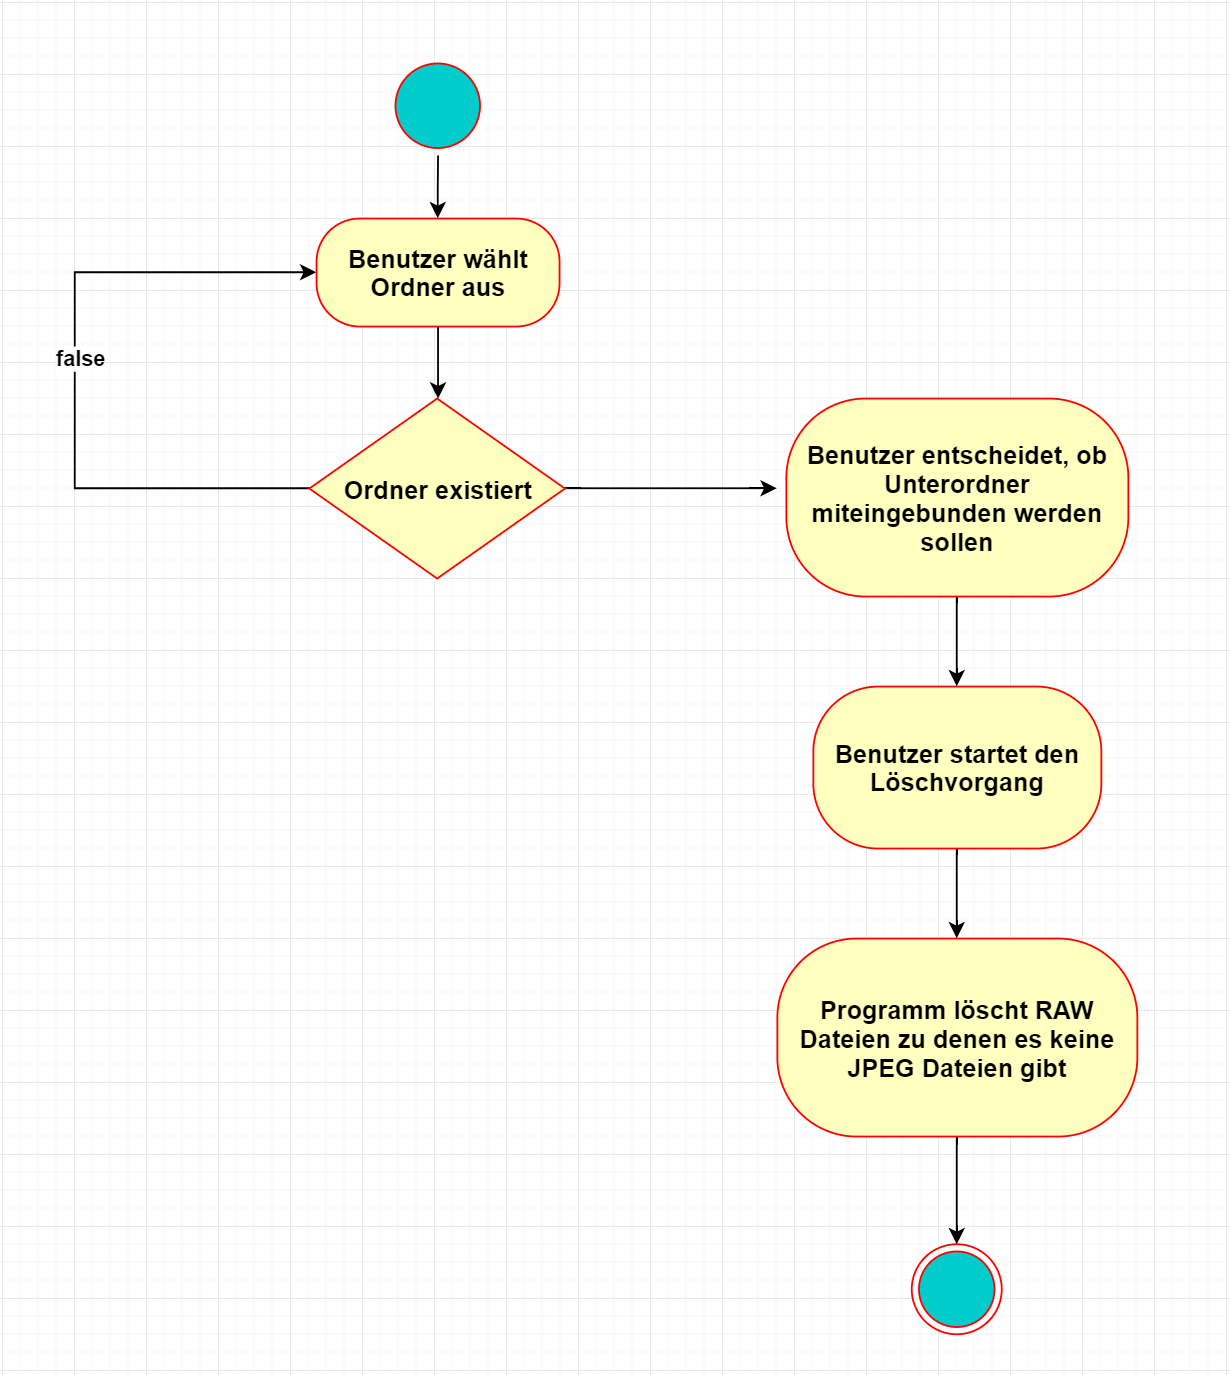 Benutzer wählt
Ordner aus
false
Ordner existiert
Benutzer entscheidet, ob
Unterordner
miteingebunden werden
sollen
Benutzer startet den
Löschvorgang
Programm löscht RAW
Dateien zu denen es keine
JPEG Dateien gibt